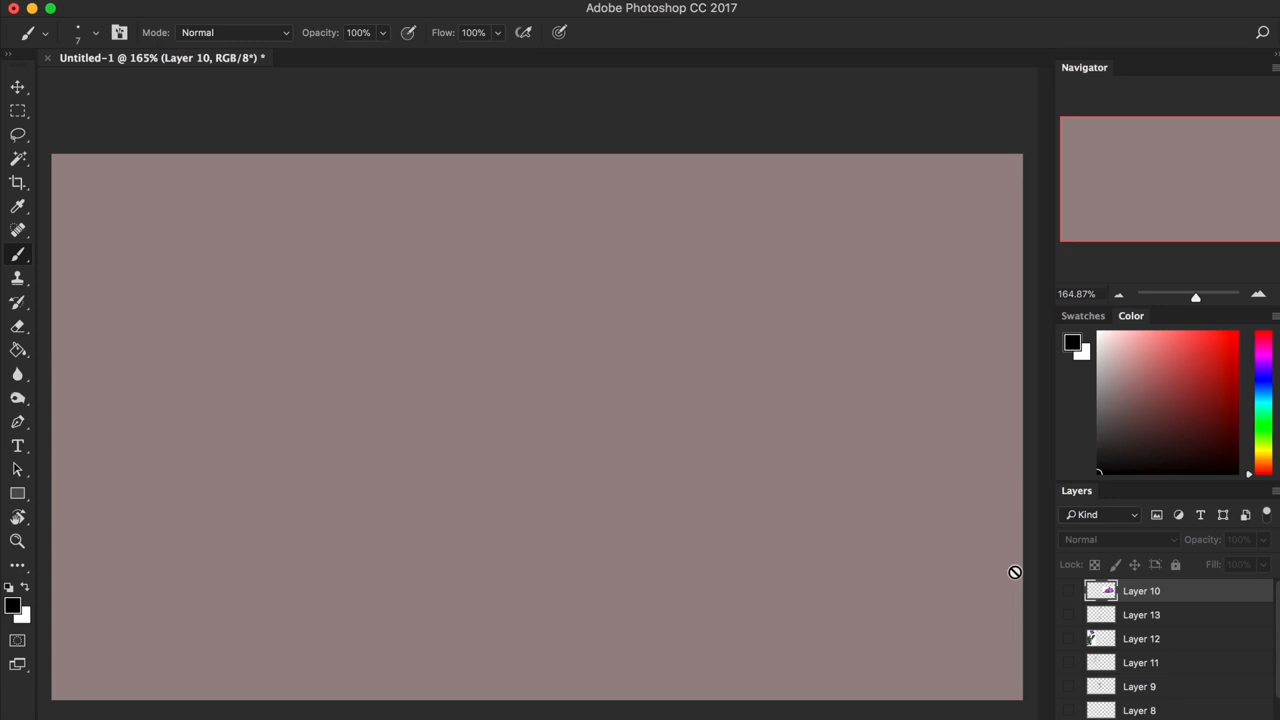 Adobe Photoshop CC 2017
7 Mode: Normal Opacity: 100% Flow: 100%
Untitled-1 @ 165% (Layer 10, RGB/8*) *
Navigator
164.87%
Swatches Color
Layers
Kind
Normal Opacity: 100%
Lock: Fill: 100%
Layer 10
Layer 13
Layer 12
Layer 11
Layer 9
Layer 8